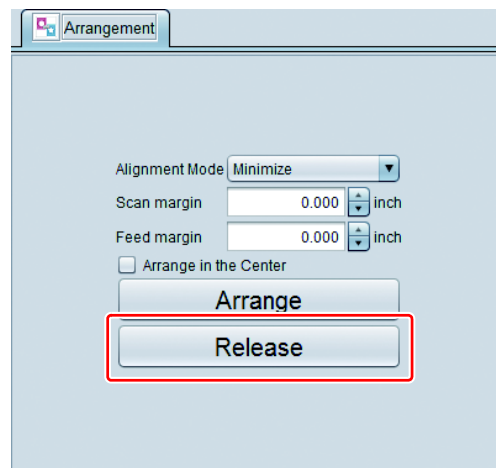 Arrangement
Alignment Mode Minimize
Scan margin 0.000 inch
Feed margin 0.000 inch
Arrange in the Center
Arrange
Release